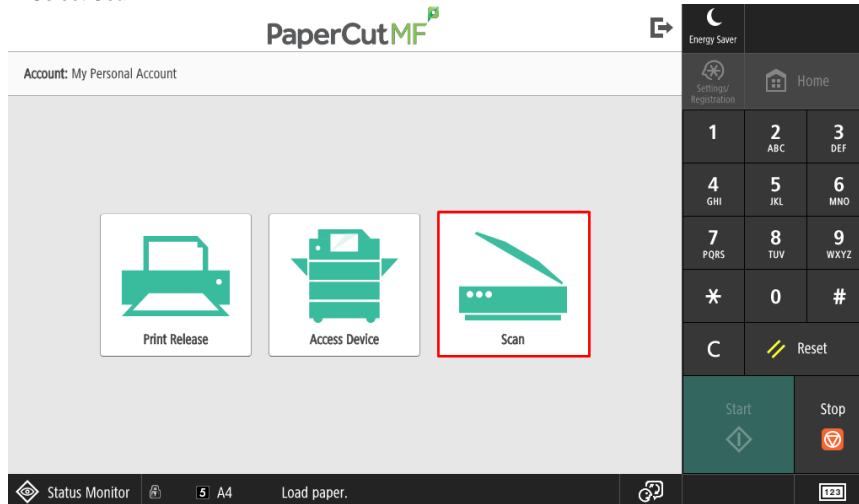 PaperCutMF
Account: My Personal Account
Print Release
Access Device
Scan
Energy Saver
Settings/
Registration
Home
1
2
ABC
3
DEF
4
GHI
5
JKL
6
MNO
7
PQRS
8
TUV
9
WXYZ
*
0
#
C
Reset
Start
Stop
Status Monitor
5 A4
Load paper.
123